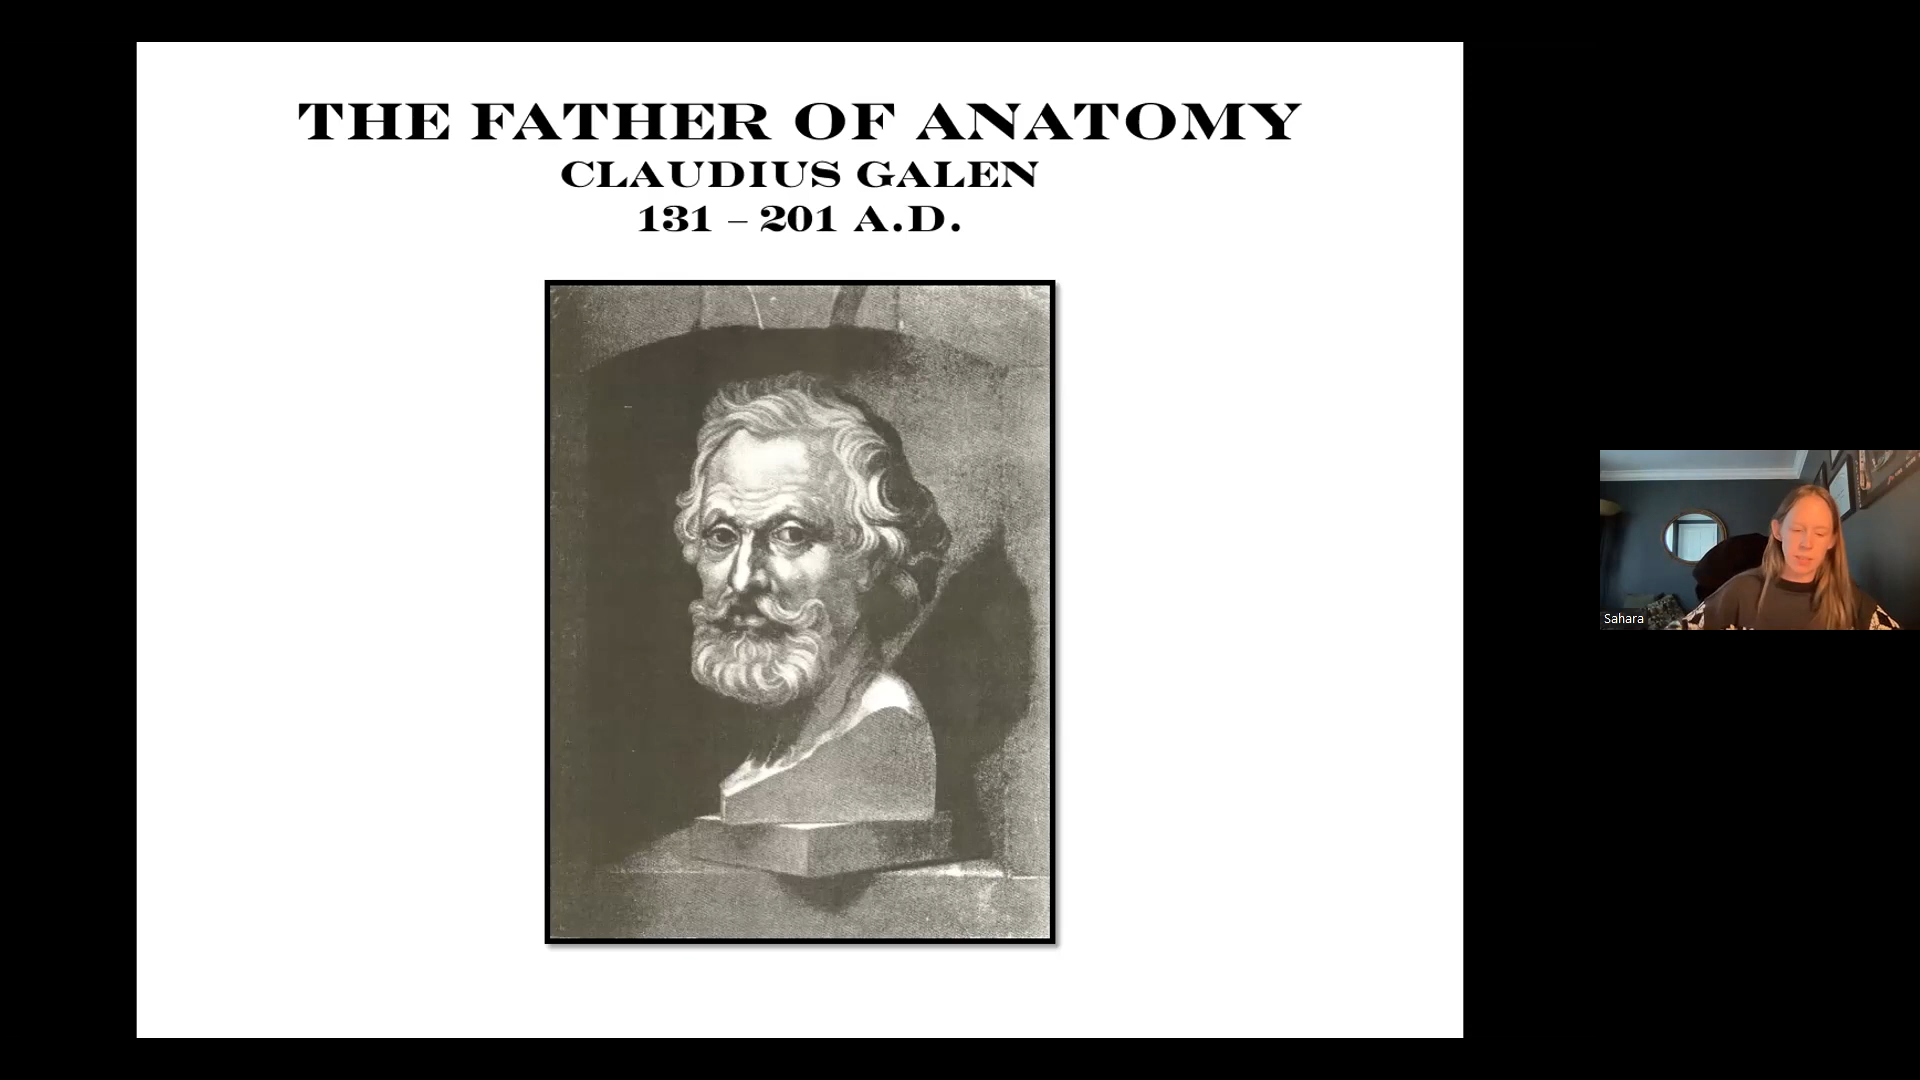 THE FATHER OF ANATOMY
CLAUDIUS GALEN
131 – 201 A.D.
Sahara